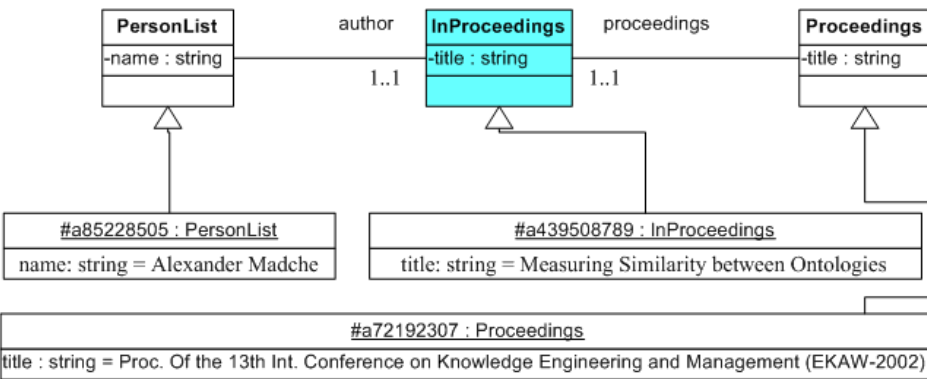 PersonList
author
InProceedings
proceedings
Proceedings
-name : string
-title : string
-title : string
1..1
1..1
#a85228505 : PersonList
#a439508789 : InProceedings
name: string = Alexander Madche
title: string = Measuring Similarity between Ontologies
#a72192307 : Proceedings
title : string = Proc. Of the 13th Int. Conference on Knowledge Engineering and Management (EKAW-2002)